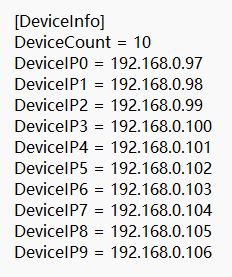 [DeviceInfo]
DeviceCount = 10
DeviceIP0 = 192.168.0.97
DeviceIP1 = 192.168.0.98
DeviceIP2 = 192.168.0.99
DeviceIP3 = 192.168.0.100
DeviceIP4 = 192.168.0.101
DeviceIP5 = 192.168.0.102
DeviceIP6 = 192.168.0.103
DeviceIP7 = 192.168.0.104
DeviceIP8 = 192.168.0.105
DeviceIP9 = 192.168.0.106